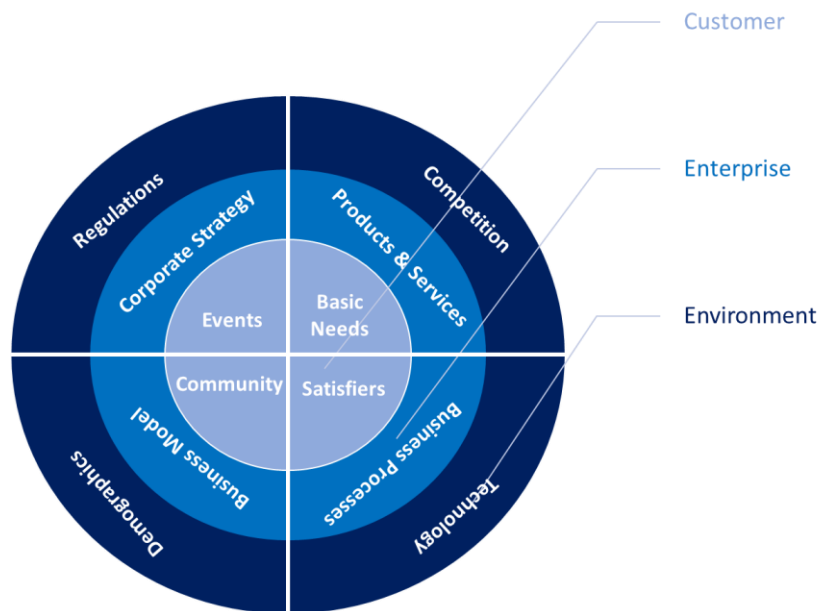 Customer
Enterprise
Environment
Regulations
Competition
Corporate Strategy
Products & Services
Events
Basic
Needs
Community
Satisfiers
Business Model
Business Processes
Demographics
Technology